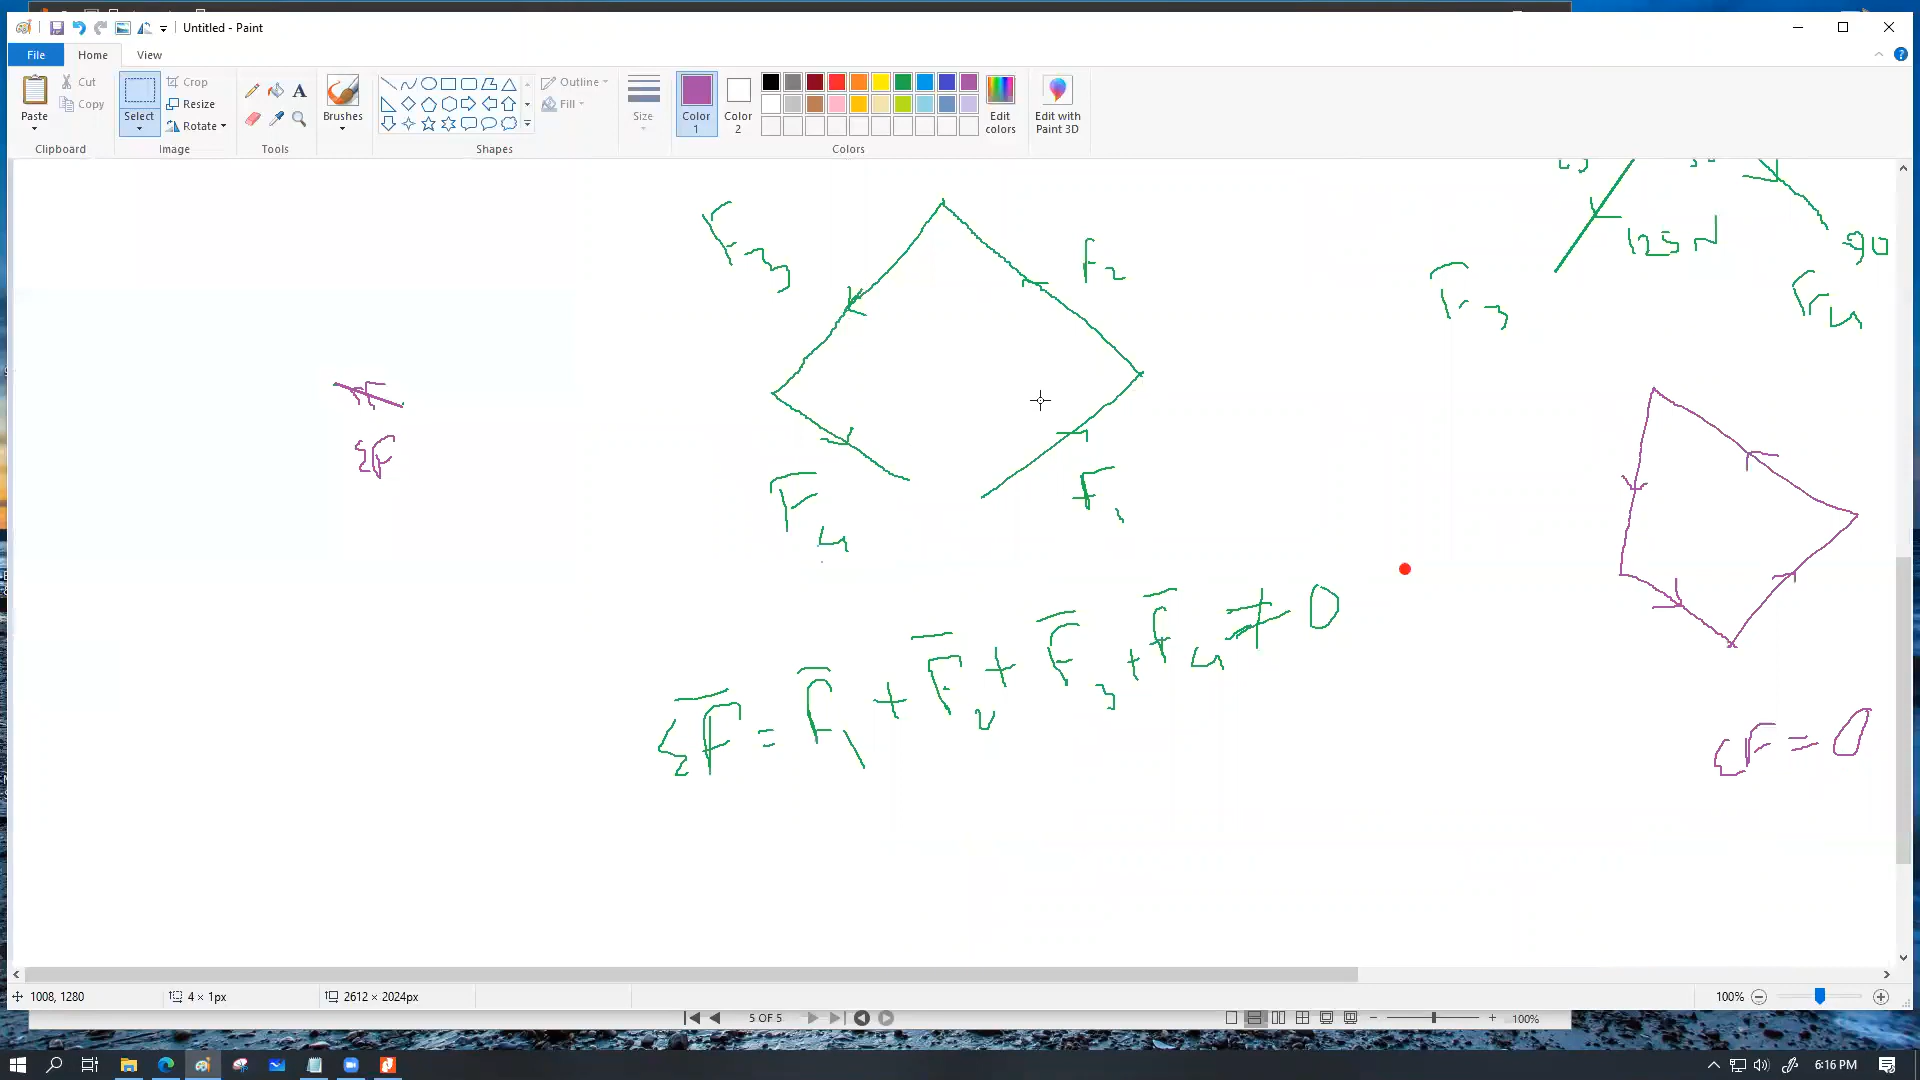 Untitled - Paint
File
Home
View
Paste
Cut
Copy
Clipboard
Select
Crop
Resize
Rotate
Image
Tools
Brushes
Shapes
Outline
Fill
Size
Color 1
Color 2
Edit colors
Colors
Edit with Paint 3D
F3
F2
125 N
90
F3
F4
ΣF
F4
F1
ΣF = F1 + F2 + F3 + F4 ≠ 0
ΣF = 0
1008, 1280
4 × 1px
2612 × 2024px
100%
5 OF 5
100%
6:16 PM